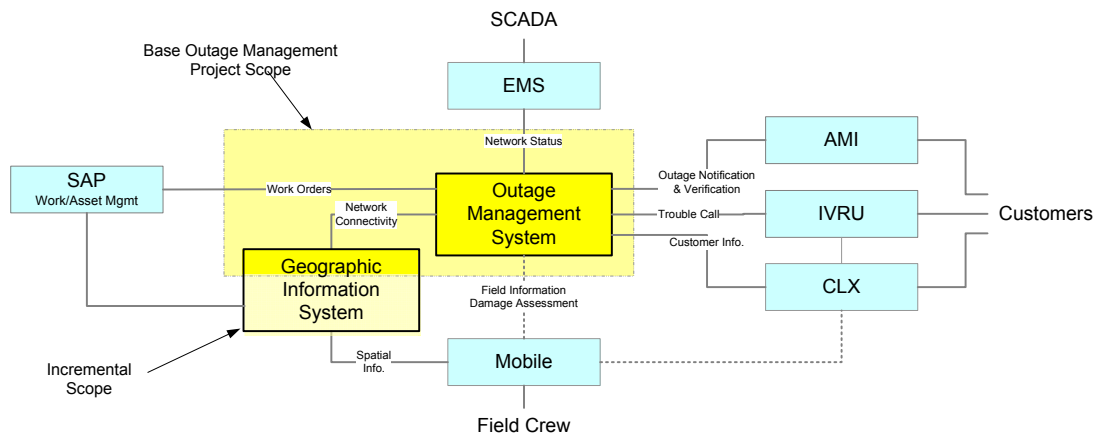 SCADA
Base Outage Management
Project Scope
EMS
Network Status
AMI
SAP
Work/Asset Mgmt
Work Orders
Outage
Management
System
Outage Notification
& Verification
Network
Connectivity
Trouble Call
IVRU
Customers
Customer Info.
Geographic
Information
System
Field Information
Damage Assessment
CLX
Spatial
Info.
Mobile
Incremental
Scope
Field Crew